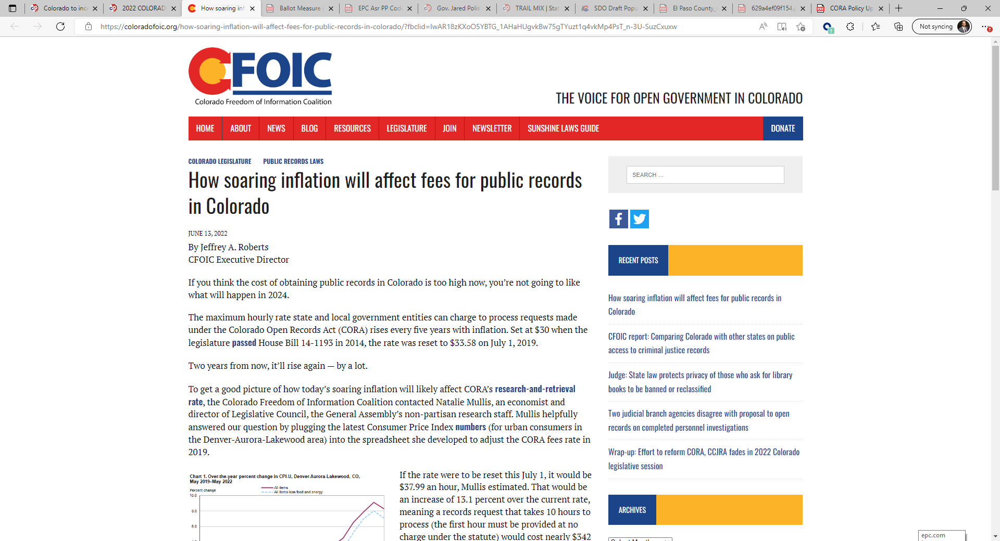 Colorado to inc
2022 COLORAD
How soaring inf
Ballot Measure
EPC Asr PP Cod
Gov. Jared Polis
TRAIL MIX | Stat
SDO Draft Popu
El Paso County_
629a4ef09f154.p
CORA Policy Up
https://coloradofoic.org/how-soaring-inflation-will-affect-fees-for-public-records-in-colorado/?fbclid=IwAR18zKXoO5YBTG_1AHaHUgvkBw75gTYuzt1q4vkMp4PsT_n-3U-SuzCxuxw
Not syncing
CFOIC
Colorado Freedom of Information Coalition
THE VOICE FOR OPEN GOVERNMENT IN COLORADO
HOME ABOUT NEWS BLOG RESOURCES LEGISLATURE JOIN NEWSLETTER SUNSHINE LAWS GUIDE DONATE
COLORADO LEGISLATURE PUBLIC RECORDS LAWS
How soaring inflation will affect fees for public records
in Colorado
JUNE 13, 2022
By Jeffrey A. Roberts
CFOIC Executive Director
If you think the cost of obtaining public records in Colorado is too high now, you’re not going to like
what will happen in 2024.
The maximum hourly rate state and local government entities can charge to process requests made
under the Colorado Open Records Act (CORA) rises every five years with inflation. Set at $30 when the
legislature passed House Bill 14-1193 in 2014, the rate was reset to $33.58 on July 1, 2019.
Two years from now, it’ll rise again — by a lot.
To get a good picture of how today’s soaring inflation will likely affect CORA’s research-and-retrieval
rate, the Colorado Freedom of Information Coalition contacted Natalie Mullis, an economist and
director of Legislative Council, the General Assembly’s non-partisan research staff. Mullis helpfully
answered our question by plugging the latest Consumer Price Index numbers (for urban consumers in
the Denver-Aurora-Lakewood area) into the spreadsheet she developed to adjust the CORA fees rate in
2019.
Chart 1. Over-the-year percent change in CPI-U, Denver-Aurora-Lakewood, CO,
May 2019–May 2022
Percent change
All items
All items less food and energy
10.0
8.0
6.0
If the rate were to be reset this July 1, it would be
$37.99 an hour, Mullis estimated. That would be
an increase of 13.1 percent over the current rate,
meaning a records request that takes 10 hours to
process (the first hour must be provided at no
charge under the statute) would cost nearly $342
SEARCH …
RECENT POSTS
How soaring inflation will affect fees for public records in
Colorado
CFOIC report: Comparing Colorado with other states on public
access to criminal justice records
Judge: State law protects privacy of those who ask for library
books to be banned or reclassified
Two judicial branch agencies disagree with proposal to open
records on completed personnel investigations
Wrap-up: Effort to reform CORA, CCJRA fades in 2022 Colorado
legislative session
ARCHIVES
epc.com